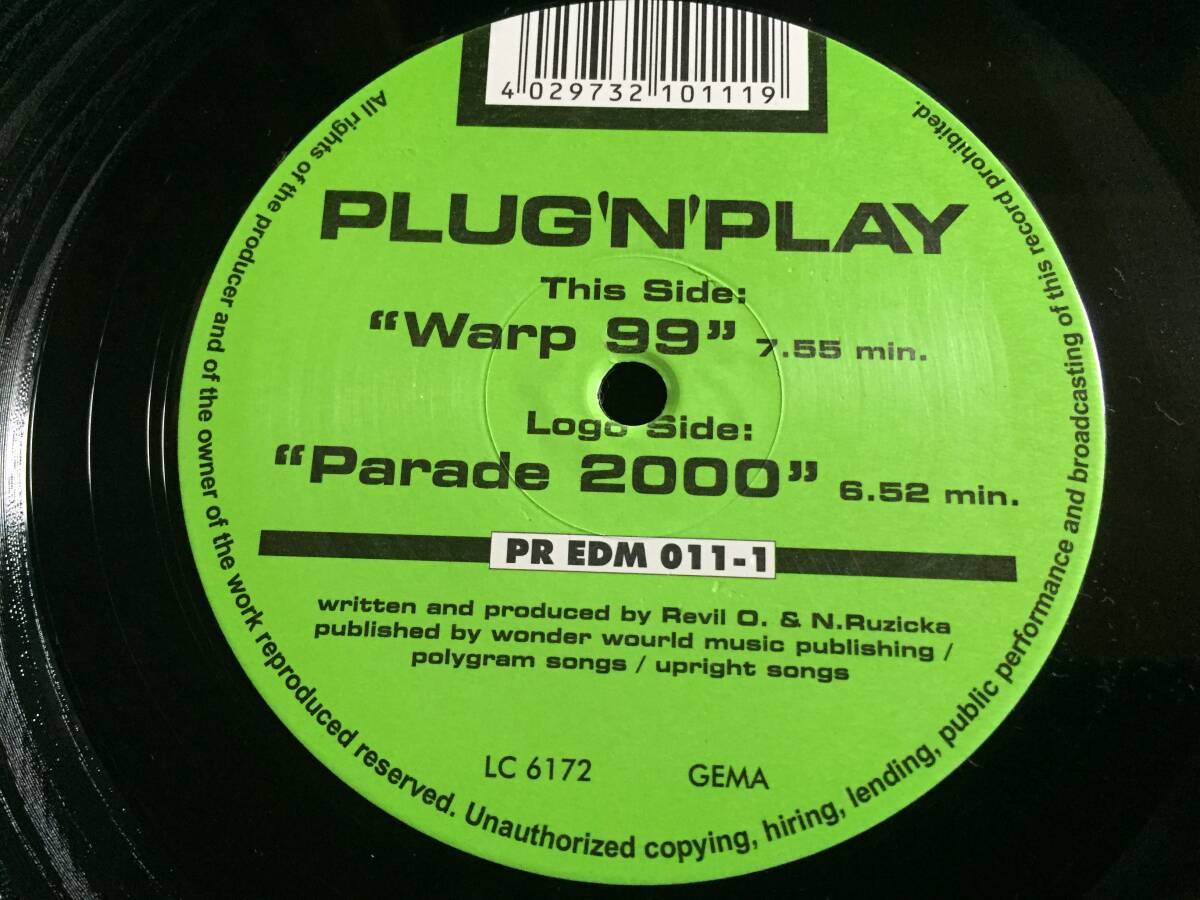 4 029732 101119
PLUG'N'PLAY
This Side:
“Warp 99” 7.55 min.
Logo Side:
“Parade 2000” 6.52 min.
PR EDM 011-1
written and produced by Revil O. & N.Ruzicka
published by wonder wourld music publishing /
polygram songs / upright songs
LC 6172 GEMA
All rights of the producer and of the owner of the work reproduced reserved. Unauthorized copying, hiring, lending, public performance and broadcasting of this record prohibited.